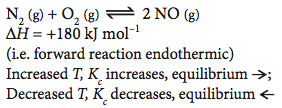 N₂ (g) + O₂ (g) ⇌ 2 NO (g)
ΔH = +180 kJ mol⁻¹
(i.e. forward reaction endothermic)
Increased T, K꜀ increases, equilibrium →;
Decreased T, K꜀ decreases, equilibrium ←